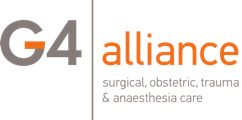 G4
alliance
surgical, obstetric, trauma
& anaesthesia care